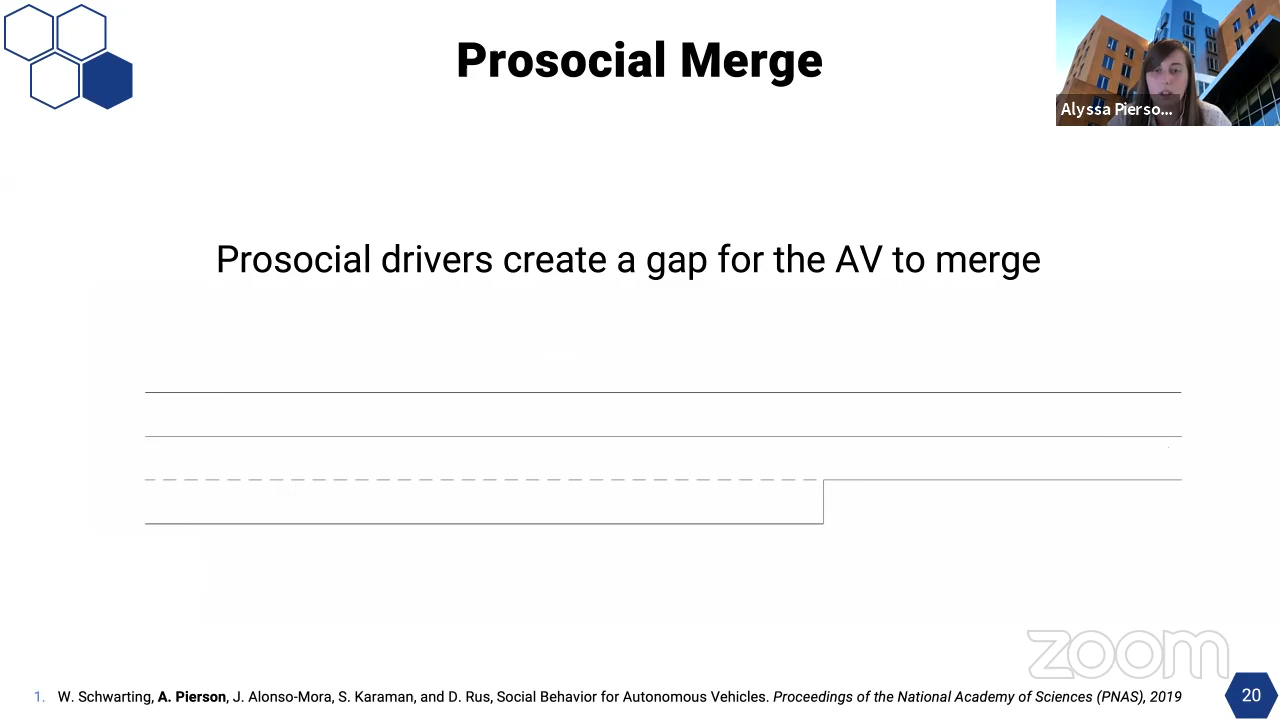 Prosocial Merge
Alyssa Pierso...
Prosocial drivers create a gap for the AV to merge
zoom
1. W. Schwarting, A. Pierson, J. Alonso-Mora, S. Karaman, and D. Rus, Social Behavior for Autonomous Vehicles. Proceedings of the National Academy of Sciences (PNAS), 2019
20